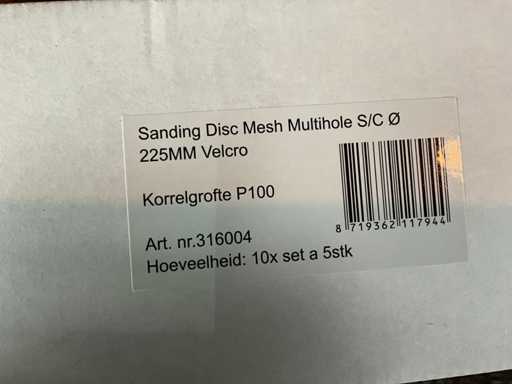 Sanding Disc Mesh Multihole S/C Ø
225MM Velcro
Korrelgrofte P100
Art. nr.316004
Hoeveelheid: 10x set a 5stk
8 719362 117944